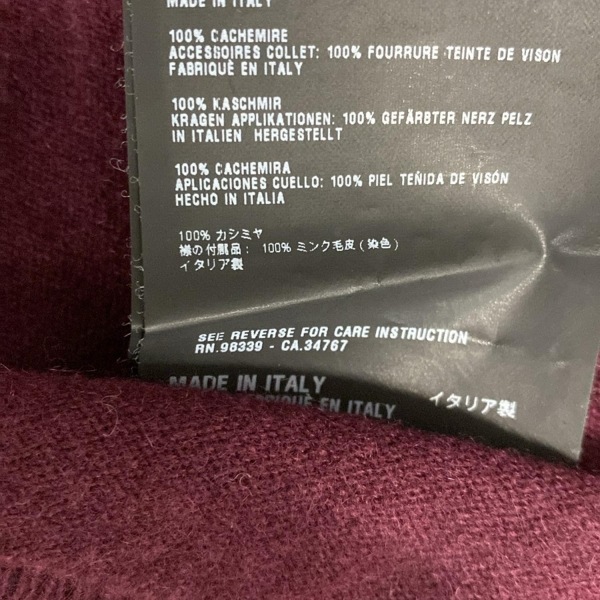 MADE IN ITALY
100% CACHEMIRE
ACCESSOIRES COLLET: 100% FOURRURE TEINTE DE VISON
FABRIQUÈ EN ITALY
100% KASCHMIR
KRAGEN APPLIKATIONEN: 100% GEFÄRBTER NERZ PELZ
IN ITALIEN HERGESTELLT
100% CACHEMIRA
APLICACIONES CUELLO: 100% PIEL TEÑIDA DE VISÓN
HECHO IN ITALIA
100% カシミヤ
襟の付属品: 100% ミンク毛皮(染色)
イタリア製
SEE REVERSE FOR CARE INSTRUCTION
RN.98339 - CA.34767
MADE IN ITALY
FABRIQUÈ EN ITALY イタリア製